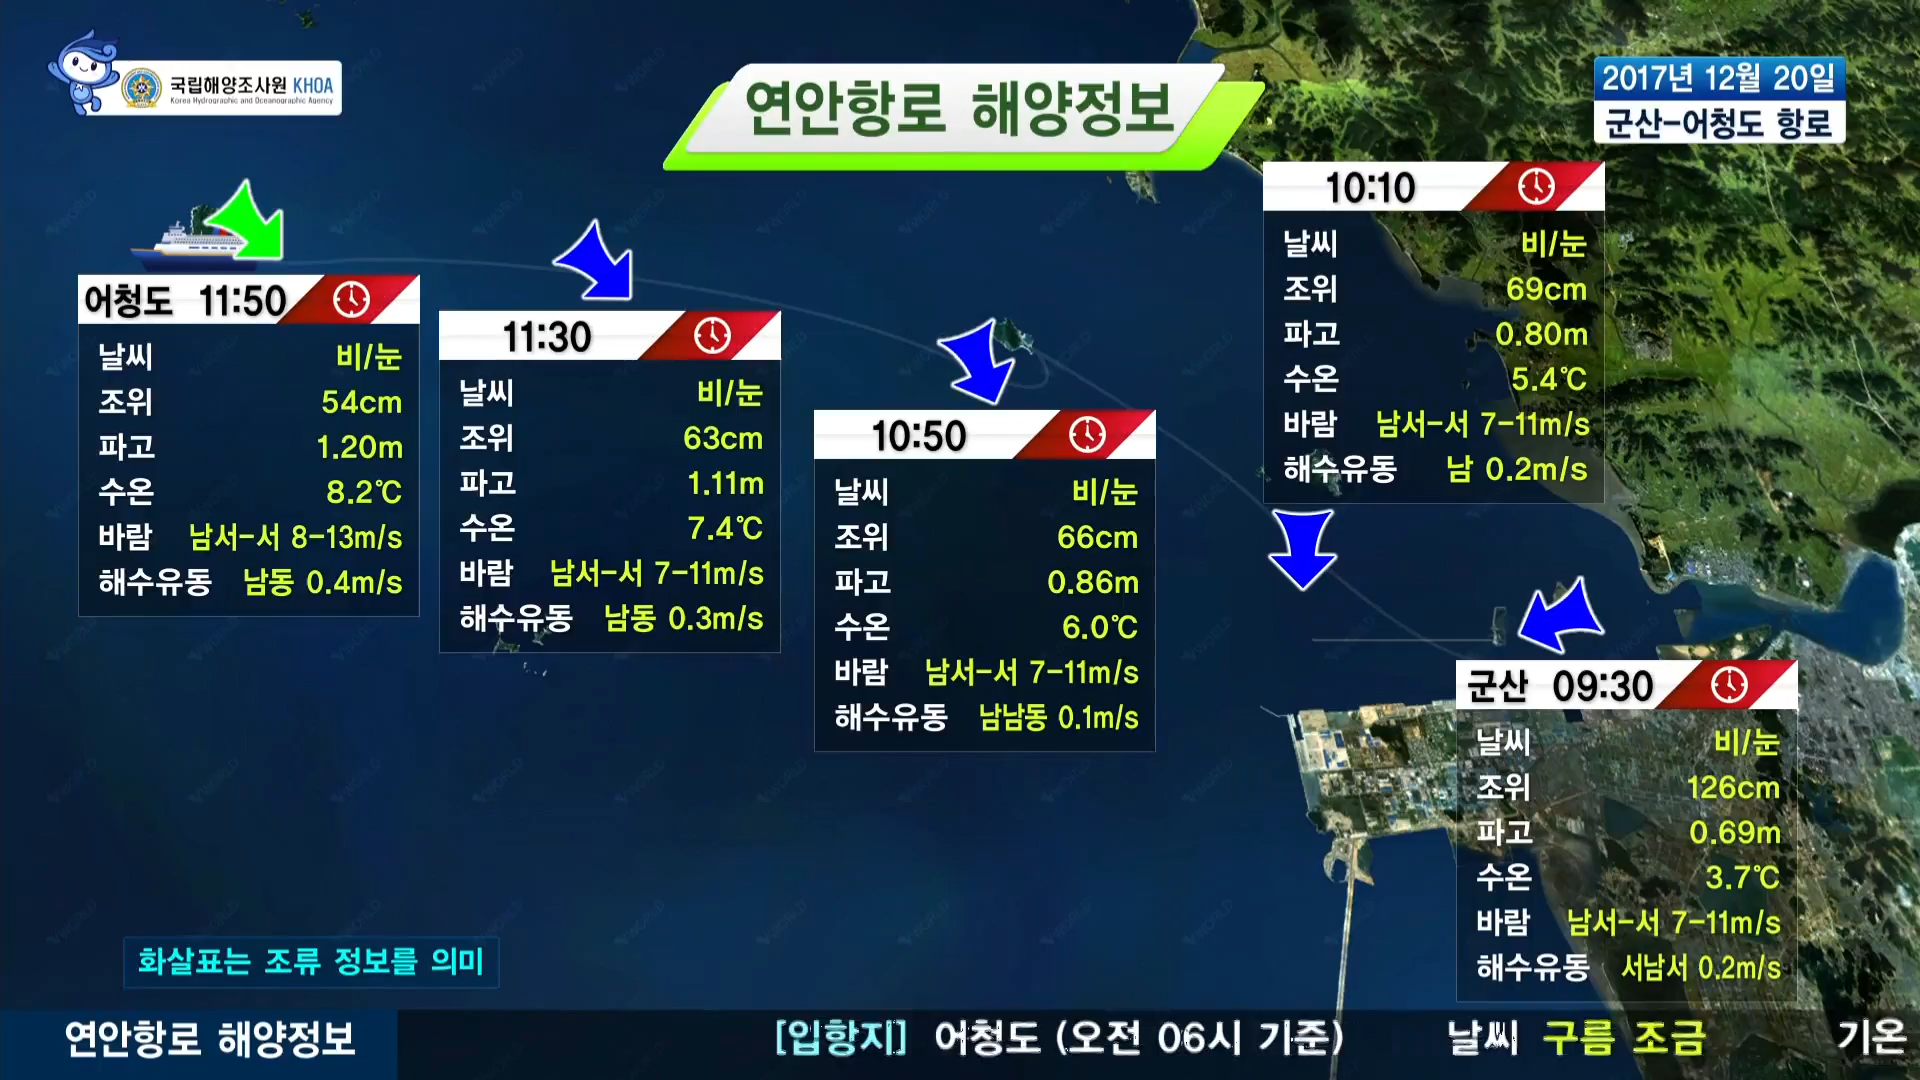 국립해양조사원 KHOA
Korea Hydrographic and Oceanographic Agency
연안항로 해양정보
2017년 12월 20일
군산-어청도 항로
어청도 11:50
날씨 비/눈
조위 54cm
파고 1.20m
수온 8.2℃
바람 남서-서 8-13m/s
해수유동 남동 0.4m/s
11:30
날씨 비/눈
조위 63cm
파고 1.11m
수온 7.4℃
바람 남서-서 7-11m/s
해수유동 남동 0.3m/s
10:50
날씨 비/눈
조위 66cm
파고 0.86m
수온 6.0℃
바람 남서-서 7-11m/s
해수유동 남남동 0.1m/s
10:10
날씨 비/눈
조위 69cm
파고 0.80m
수온 5.4℃
바람 남서-서 7-11m/s
해수유동 남 0.2m/s
군산 09:30
날씨 비/눈
조위 126cm
파고 0.69m
수온 3.7℃
바람 남서-서 7-11m/s
해수유동 서남서 0.2m/s
화살표는 조류 정보를 의미
연안항로 해양정보
[입항지] 어청도 (오전 06시 기준) 날씨 구름 조금 기온